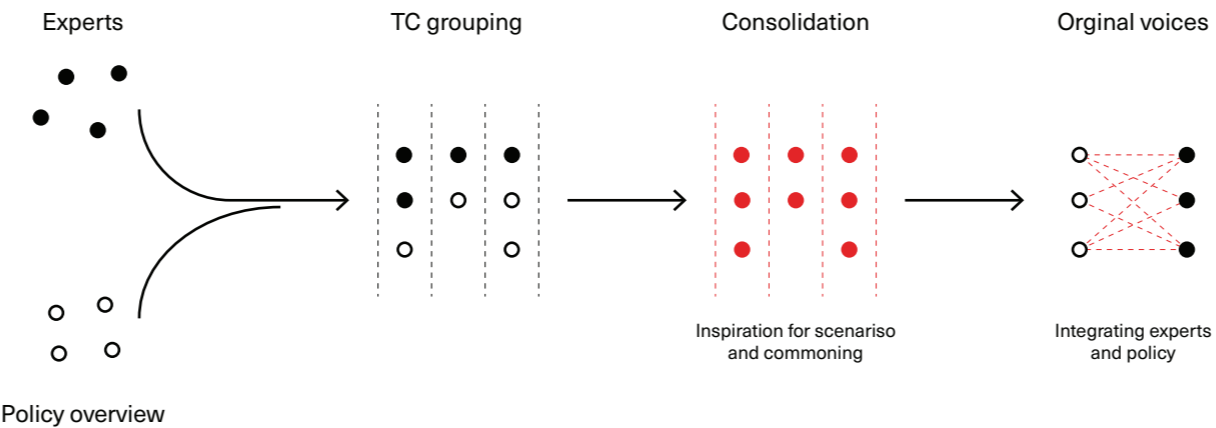 Experts
TC grouping
Consolidation
Orginal voices
Inspiration for scenariso
and commoning
Integrating experts
and policy
Policy overview